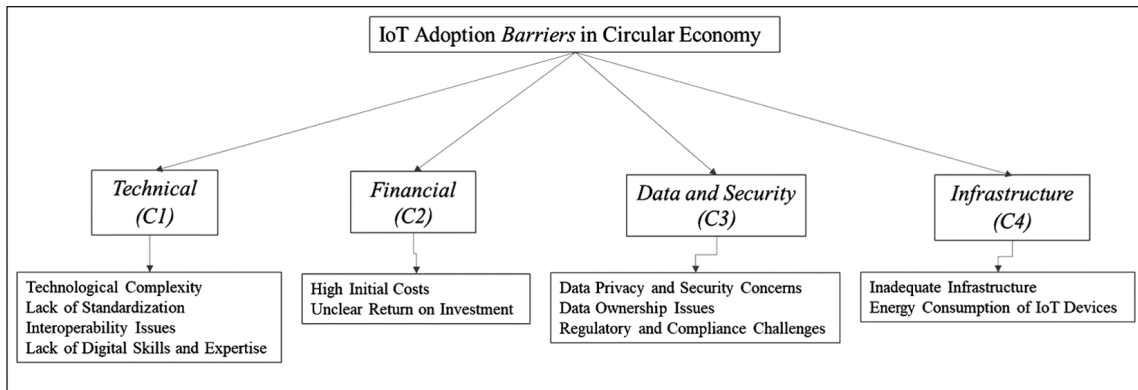 IoT Adoption Barriers in Circular Economy
Technical
(C1)
Financial
(C2)
Data and Security
(C3)
Infrastructure
(C4)
Technological Complexity
Lack of Standardization
Interoperability Issues
Lack of Digital Skills and Expertise
High Initial Costs
Unclear Return on Investment
Data Privacy and Security Concerns
Data Ownership Issues
Regulatory and Compliance Challenges
Inadequate Infrastructure
Energy Consumption of IoT Devices